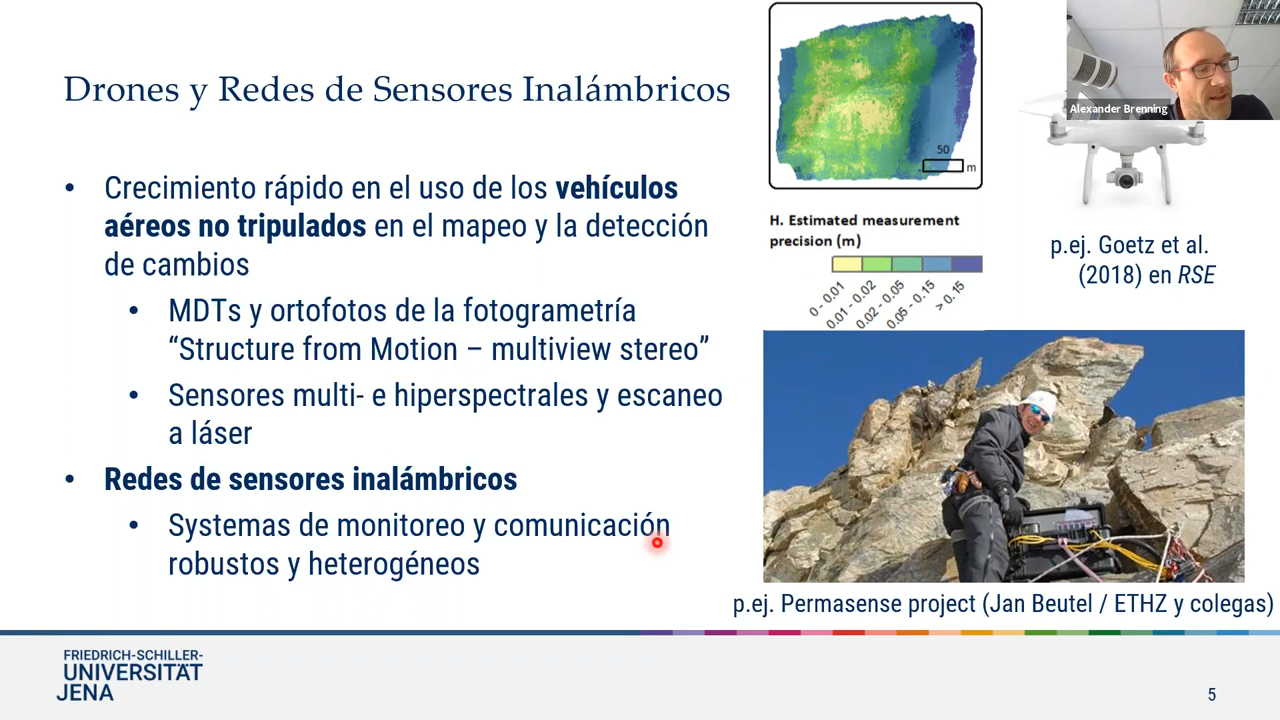 Drones y Redes de Sensores Inalámbricos
• Crecimiento rápido en el uso de los vehículos
aéreos no tripulados en el mapeo y la detección
de cambios
• MDTs y ortofotos de la fotogrametría
“Structure from Motion – multiview stereo”
• Sensores multi- e hiperspectrales y escaneo
a láser
• Redes de sensores inalámbricos
• Systemas de monitoreo y comunicación
robustos y heterogéneos
50
m
H. Estimated measurement
precision (m)
0 - 0.01
0.01 - 0.02
0.02 - 0.05
0.05 - 0.15
> 0.15
Alexander Brenning
p.ej. Goetz et al.
(2018) en RSE
p.ej. Permasense project (Jan Beutel / ETHZ y colegas)
FRIEDRICH-SCHILLER-
UNIVERSITÄT
JENA
5